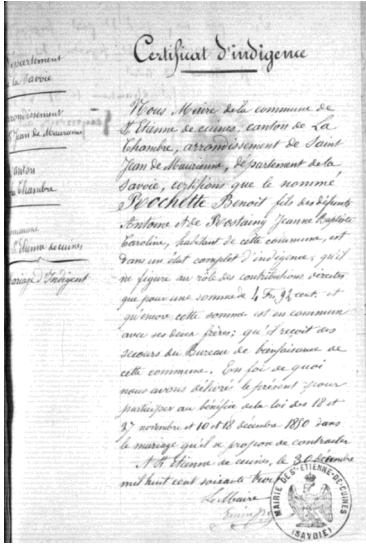 Certificat d'indigence
Département
de la Savoie
arrondissement
St Jean de Maurienne
Canton
La Chambre
Commune
St Etienne de cuines
Mariage d'Indigent
Nous Maire de la commune de
St Etienne de cuines, canton de La
Chambre, arrondissement de Saint
Jean de Maurienne, département de la
Savoie, certifions que le nommé
Rochette Benoit fils des défunts
Antoine et de Rostaing Jeanne Baptiste
Caroline, habitant de cette commune, est
dans un état complet d'indigence; qu'il
ne figure au rôle des contributions directes
que pour une somme de 4 Fr, 92 cent. et
qu'encore cette somme est en commun
avec ses deux frères; qu'il reçoit des
secours du Bureau de bienfaisance de
cette commune. En foi de quoi
nous avons délivré le présent pour
participer au bénéfice de la loi des 18 et
27 novembre et 10 et 18 decembre 1850 dans
le mariage qu'il se propose de contracter
A St Etienne de cuines, le 30 décembre
mil huit cent soixante trois
Le Maire
MAIRIE DE ST-ETIENNE-DE-CUINES
(SAVOIE)